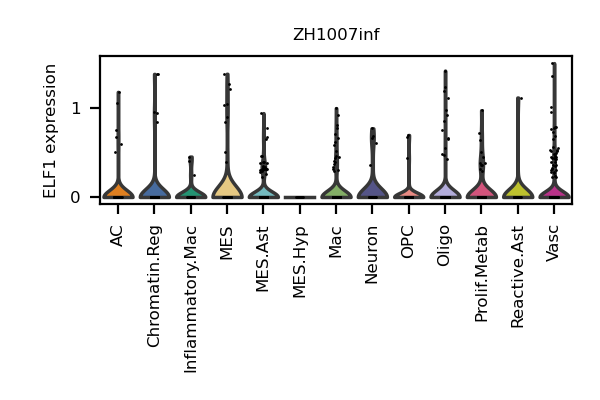 ZH1007inf
ELF1 expression
1
0
AC
Chromatin.Reg
Inflammatory.Mac
MES
MES.Ast
MES.Hyp
Mac
Neuron
OPC
Oligo
Prolif.Metab
Reactive.Ast
Vasc